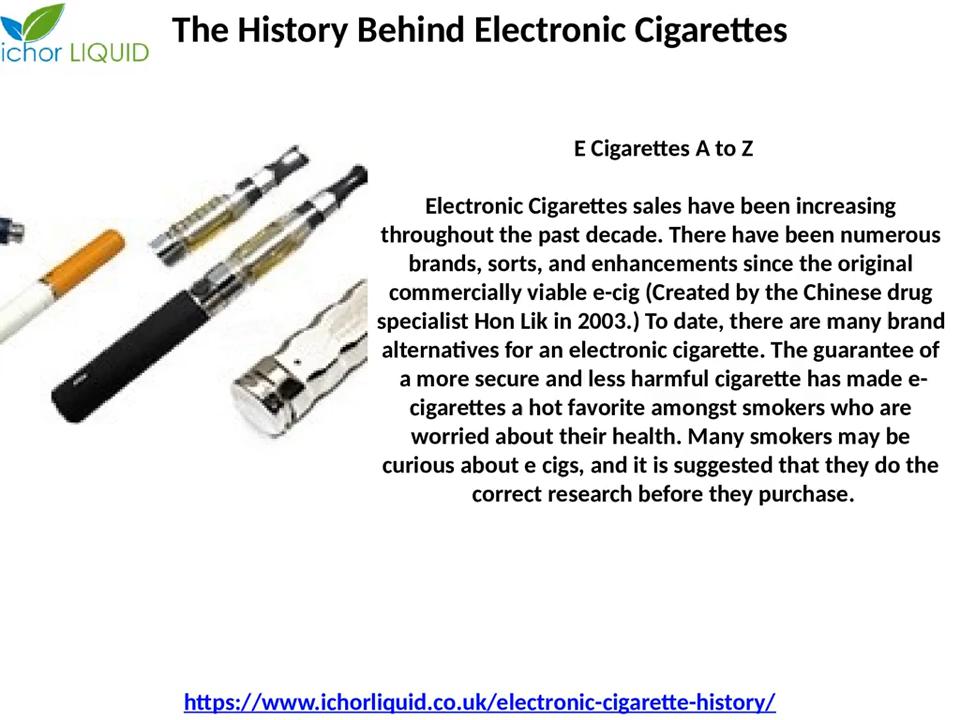 The History Behind Electronic Cigarettes
ichor LIQUID
E Cigarettes A to Z
Electronic Cigarettes sales have been increasing
throughout the past decade. There have been numerous
brands, sorts, and enhancements since the original
commercially viable e-cig (Created by the Chinese drug
specialist Hon Lik in 2003.) To date, there are many brand
alternatives for an electronic cigarette. The guarantee of
a more secure and less harmful cigarette has made e-
cigarettes a hot favorite amongst smokers who are
worried about their health. Many smokers may be
curious about e cigs, and it is suggested that they do the
correct research before they purchase.
https://www.ichorliquid.co.uk/electronic-cigarette-history/